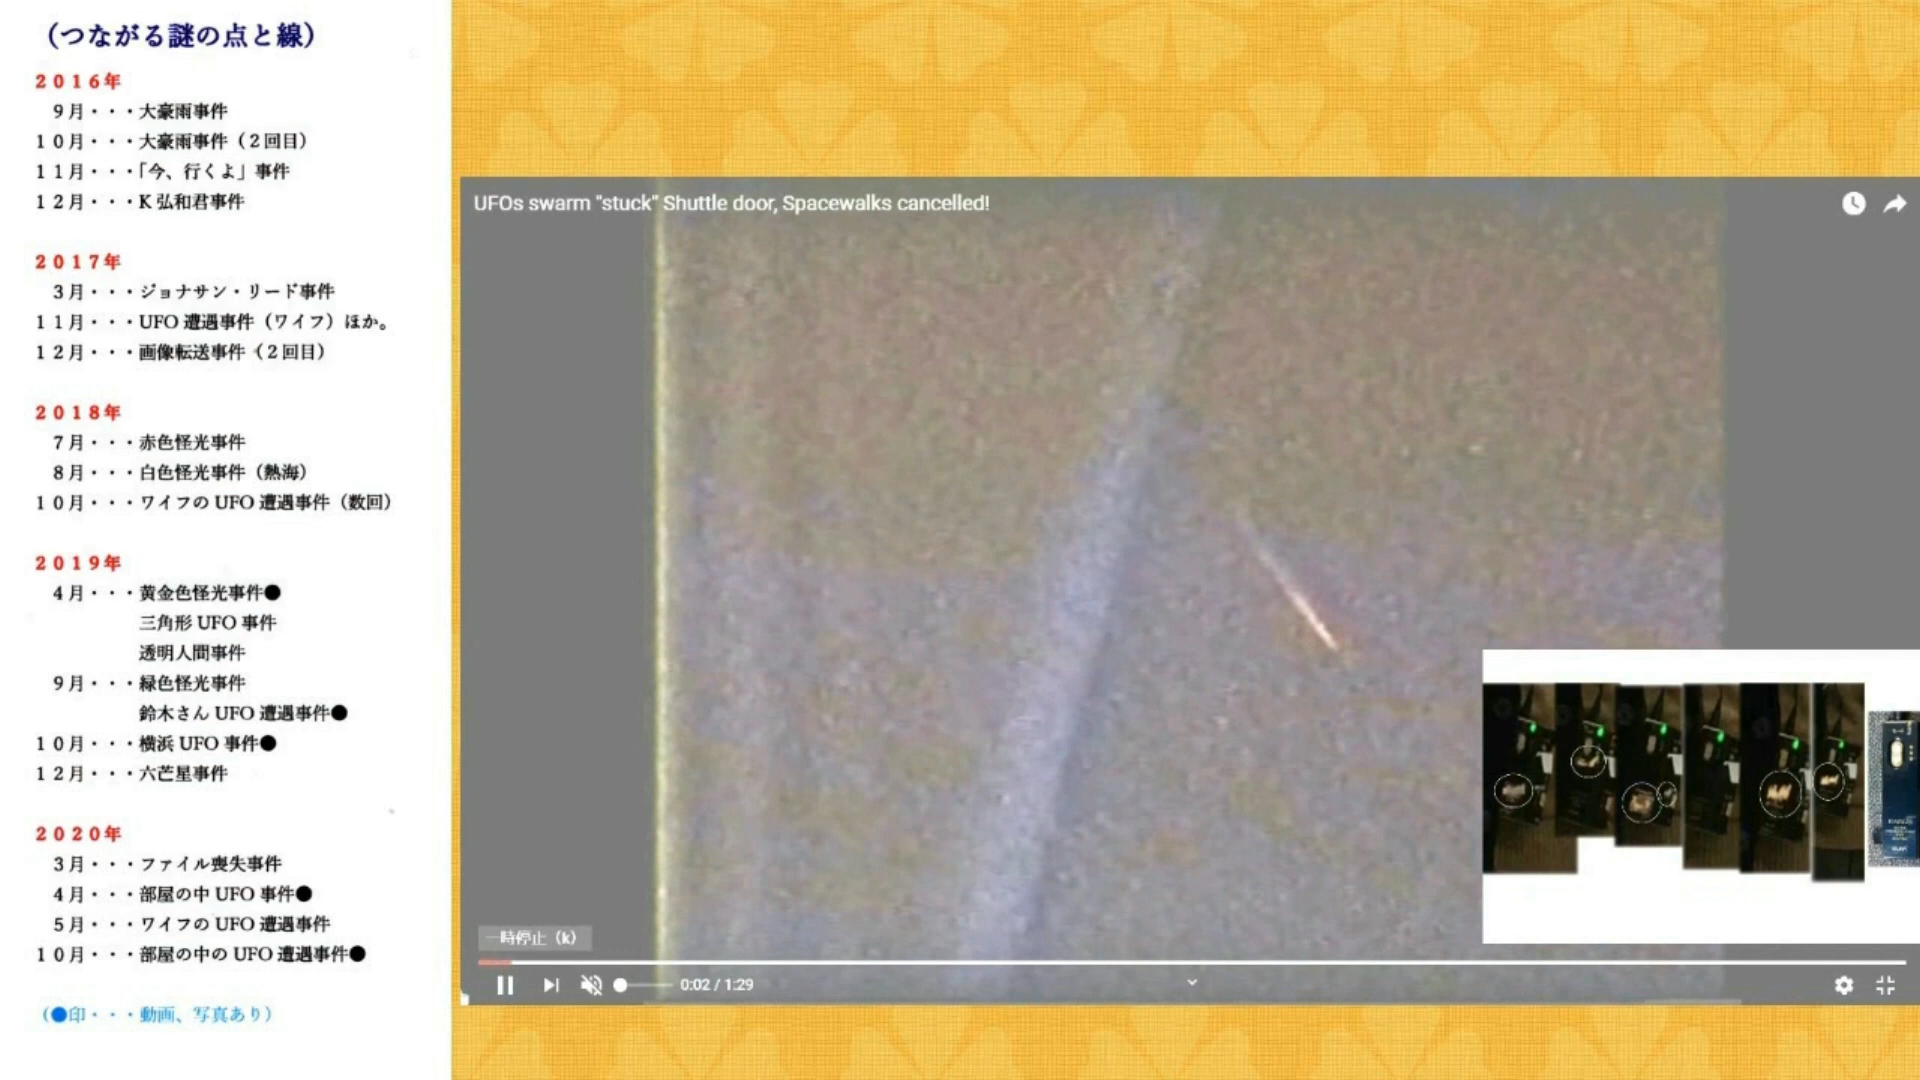 （つながる謎の点と線）
２０１６年
９月・・・大豪雨事件
１０月・・・大豪雨事件（２回目）
１１月・・・「今、行くよ」事件
１２月・・・K 弘和君事件
２０１７年
３月・・・ジョナサン・リード事件
１１月・・・UFO 遭遇事件（ワイフ）ほか。
１２月・・・画像転送事件（２回目）
２０１８年
７月・・・赤色怪光事件
８月・・・白色怪光事件（熱海）
１０月・・・ワイフの UFO 遭遇事件（数回）
２０１９年
４月・・・黄金色怪光事件●
三角形 UFO 事件
透明人間事件
９月・・・緑色怪光事件
鈴木さん UFO 遭遇事件●
１０月・・・横浜 UFO 事件●
１２月・・・六芒星事件
２０２０年
３月・・・ファイル喪失事件
４月・・・部屋の中 UFO 事件●
５月・・・ワイフの UFO 遭遇事件
１０月・・・部屋の中の UFO 遭遇事件●
（●印・・・動画、写真あり）
UFOs swarm "stuck" Shuttle door, Spacewalks cancelled!
一時停止（k）
0:02 / 1:29